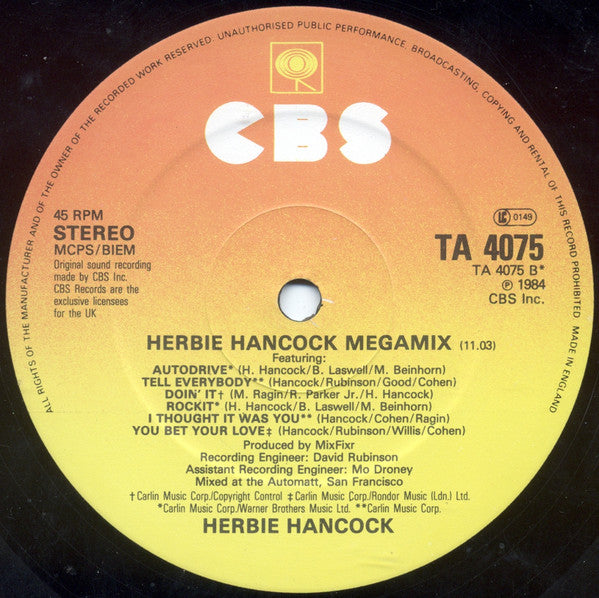 ALL RIGHTS OF THE MANUFACTURER AND OF THE OWNER OF THE RECORDED WORK RESERVED. UNAUTHORISED PUBLIC PERFORMANCE, BROADCASTING, COPYING AND RENTAL OF THIS RECORD PROHIBITED MADE IN ENGLAND
CBS
45 RPM
STEREO
MCPS/BIEM
Original sound recording
made by CBS Inc.
CBS Records are the
exclusive licensees
for the UK
LC 0149
TA 4075
TA 4075 B*
℗ 1984
CBS Inc.
HERBIE HANCOCK MEGAMIX (11.03)
Featuring:
AUTODRIVE* (H. Hancock/B. Laswell/M. Beinhorn)
TELL EVERYBODY** (Hancock/Rubinson/Good/Cohen)
DOIN' IT† (M. Ragin/R. Parker Jr./H. Hancock)
ROCKIT* (H. Hancock/B. Laswell/M. Beinhorn)
I THOUGHT IT WAS YOU** (Hancock/Cohen/Ragin)
YOU BET YOUR LOVE‡ (Hancock/Rubinson/Willis/Cohen)
Produced by MixFixr
Recording Engineer: David Rubinson
Assistant Recording Engineer: Mo Droney
Mixed at the Automatt, San Francisco
†Carlin Music Corp./Copyright Control ‡Carlin Music Corp./Rondor Music (Ldn.) Ltd.
*Carlin Music Corp./Warner Brothers Music Ltd. **Carlin Music Corp.
HERBIE HANCOCK